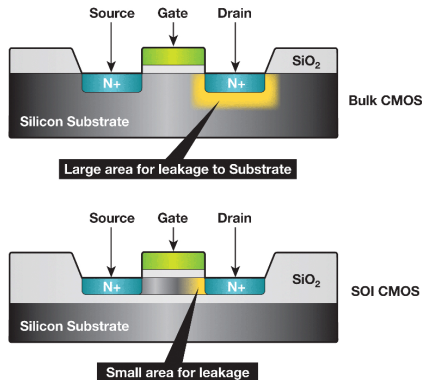 Source Gate Drain
SiO2
N+ N+
Bulk CMOS
Silicon Substrate
Large area for leakage to Substrate
Source Gate Drain
N+ N+
SiO2
SOI CMOS
Silicon Substrate
Small area for leakage